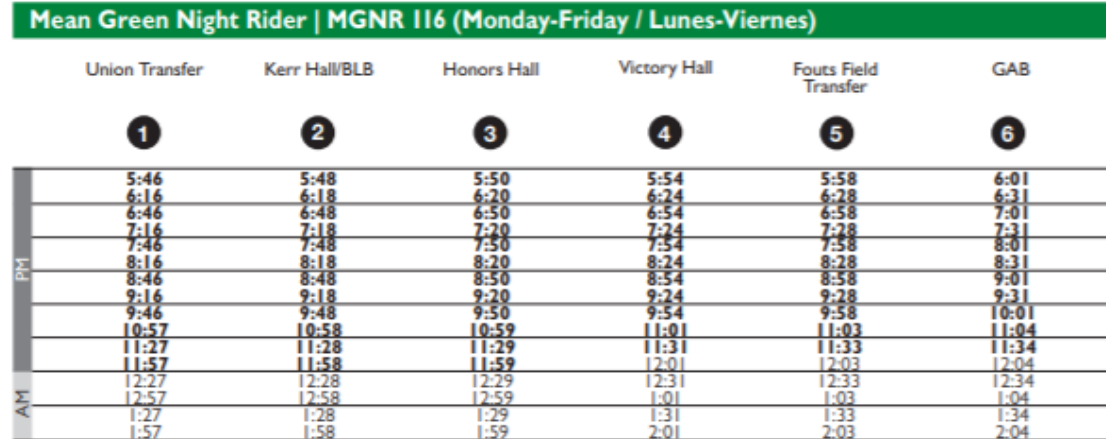 Mean Green Night Rider | MGNR 116 (Monday-Friday / Lunes-Viernes)
Union Transfer Kerr Hall/BLB Honors Hall Victory Hall Fouts Field Transfer GAB
1 2 3 4 5 6
PM
5:46 5:48 5:50 5:54 5:58 6:01
6:16 6:18 6:20 6:24 6:28 6:31
6:46 6:48 6:50 6:54 6:58 7:01
7:16 7:18 7:20 7:24 7:28 7:31
7:46 7:48 7:50 7:54 7:58 8:01
8:16 8:18 8:20 8:24 8:28 8:31
8:46 8:48 8:50 8:54 8:58 9:01
9:16 9:18 9:20 9:24 9:28 9:31
9:46 9:48 9:50 9:54 9:58 10:01
10:57 10:58 10:59 11:01 11:03 11:04
11:27 11:28 11:29 11:31 11:33 11:34
11:57 11:58 11:59 12:01 12:03 12:04
AM
12:27 12:28 12:29 12:31 12:33 12:34
12:57 12:58 12:59 1:01 1:03 1:04
1:27 1:28 1:29 1:31 1:33 1:34
1:57 1:58 1:59 2:01 2:03 2:04